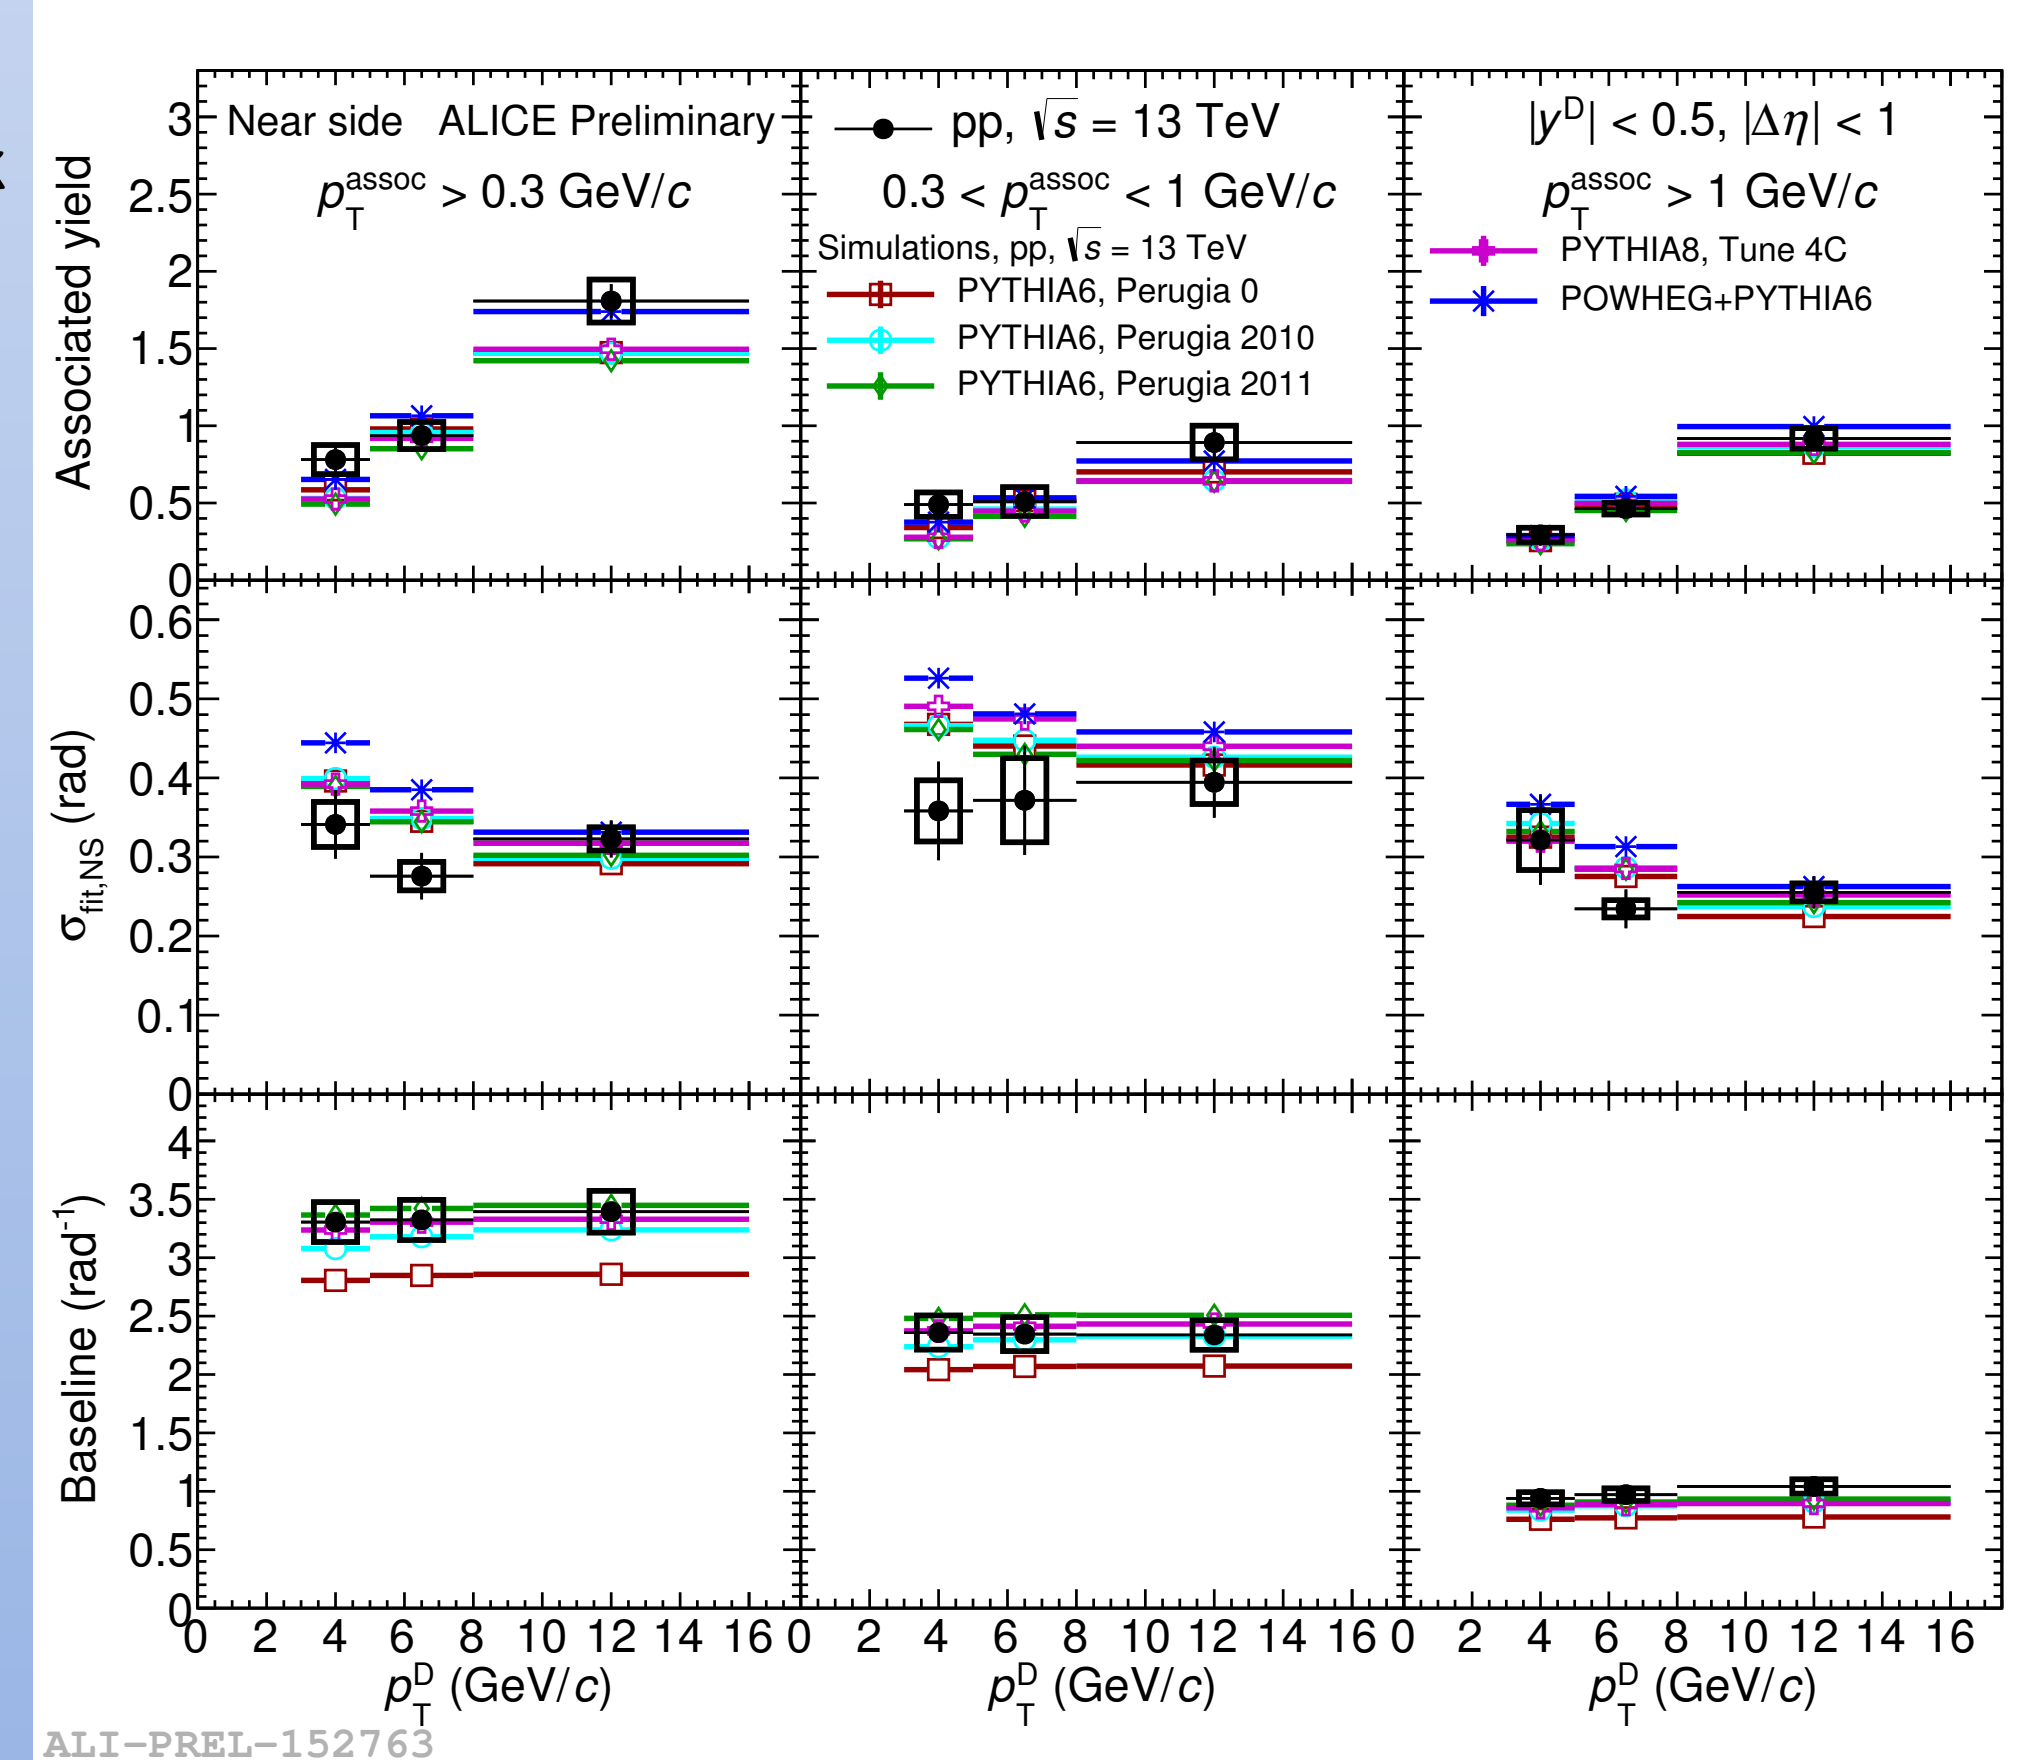 Near side ALICE Preliminary
p_T^assoc > 0.3 GeV/c
pp, √s = 13 TeV
0.3 < p_T^assoc < 1 GeV/c
Simulations, pp, √s = 13 TeV
PYTHIA6, Perugia 0
PYTHIA6, Perugia 2010
PYTHIA6, Perugia 2011
|y^D| < 0.5, |Δη| < 1
p_T^assoc > 1 GeV/c
PYTHIA8, Tune 4C
POWHEG+PYTHIA6
Associated yield
3
2.5
2
1.5
1
0.5
0
σ_fit,NS (rad)
0.6
0.5
0.4
0.3
0.2
0.1
0
Baseline (rad^-1)
4
3.5
3
2.5
2
1.5
1
0.5
0
0 2 4 6 8 10 12 14 16 0 2 4 6 8 10 12 14 16 0 2 4 6 8 10 12 14 16
p_T^D (GeV/c) p_T^D (GeV/c) p_T^D (GeV/c)
ALI-PREL-152763